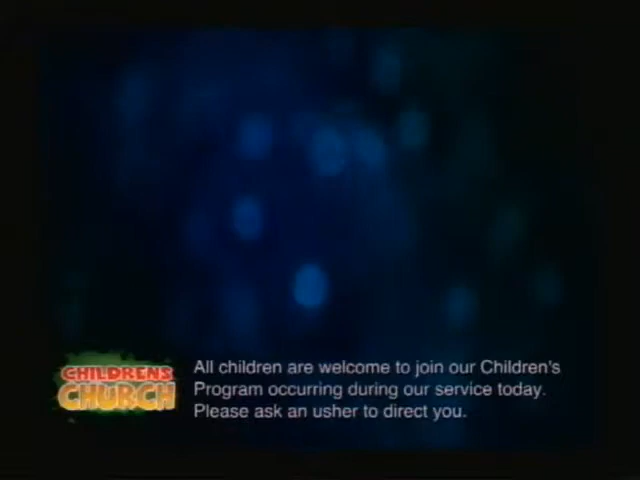 CHILDRENS
CHURCH
All children are welcome to join our Children's
Program occurring during our service today.
Please ask an usher to direct you.